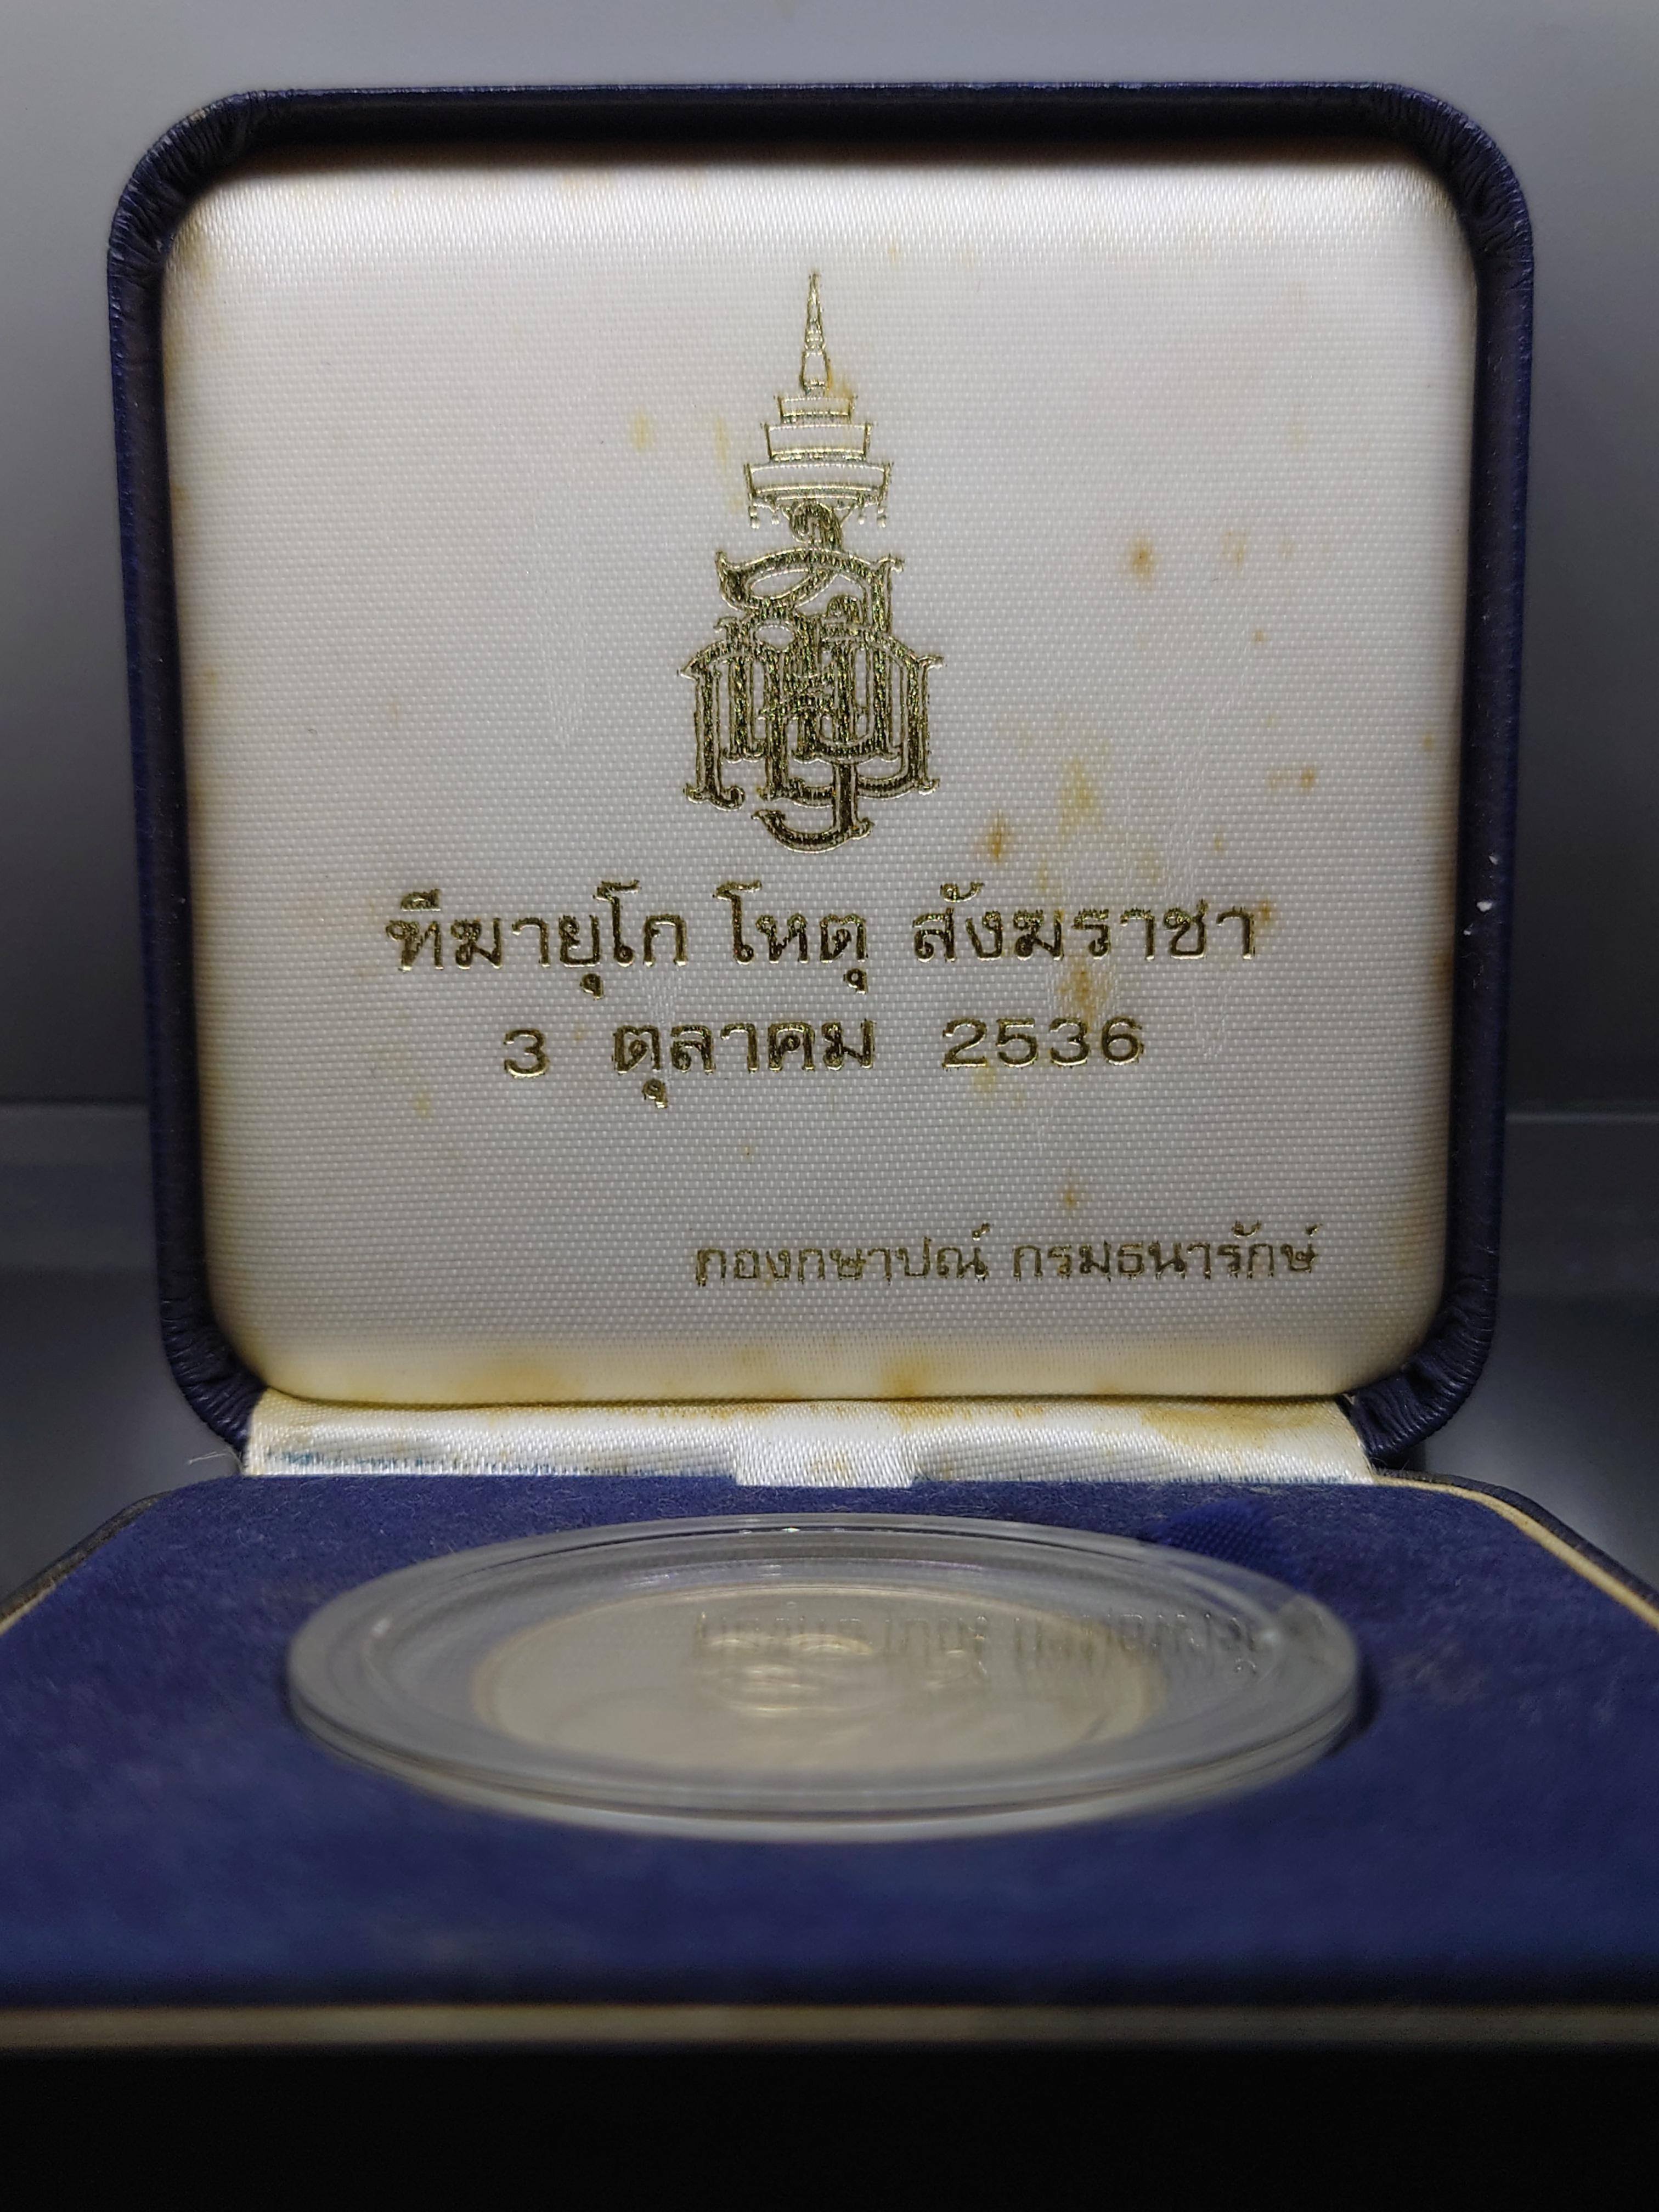 ทีฆายุโก โหตุ สังฆราชา
3 ตุลาคม 2536
กองกษาปณ์ กรมธนารักษ์